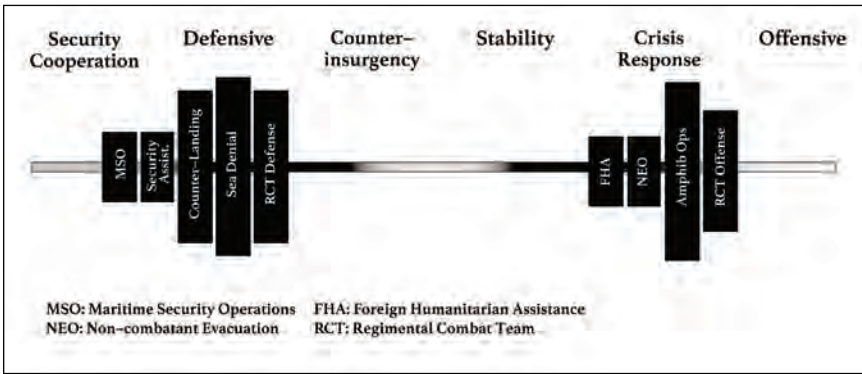 Security
Cooperation
Defensive
Counter–
insurgency
Stability
Crisis
Response
Offensive
MSO
Security
Assist.
Counter–Landing
Sea Denial
RCT Defense
FHA
NEO
Amphib Ops
RCT Offense
MSO: Maritime Security Operations
FHA: Foreign Humanitarian Assistance
NEO: Non–combatant Evacuation
RCT: Regimental Combat Team